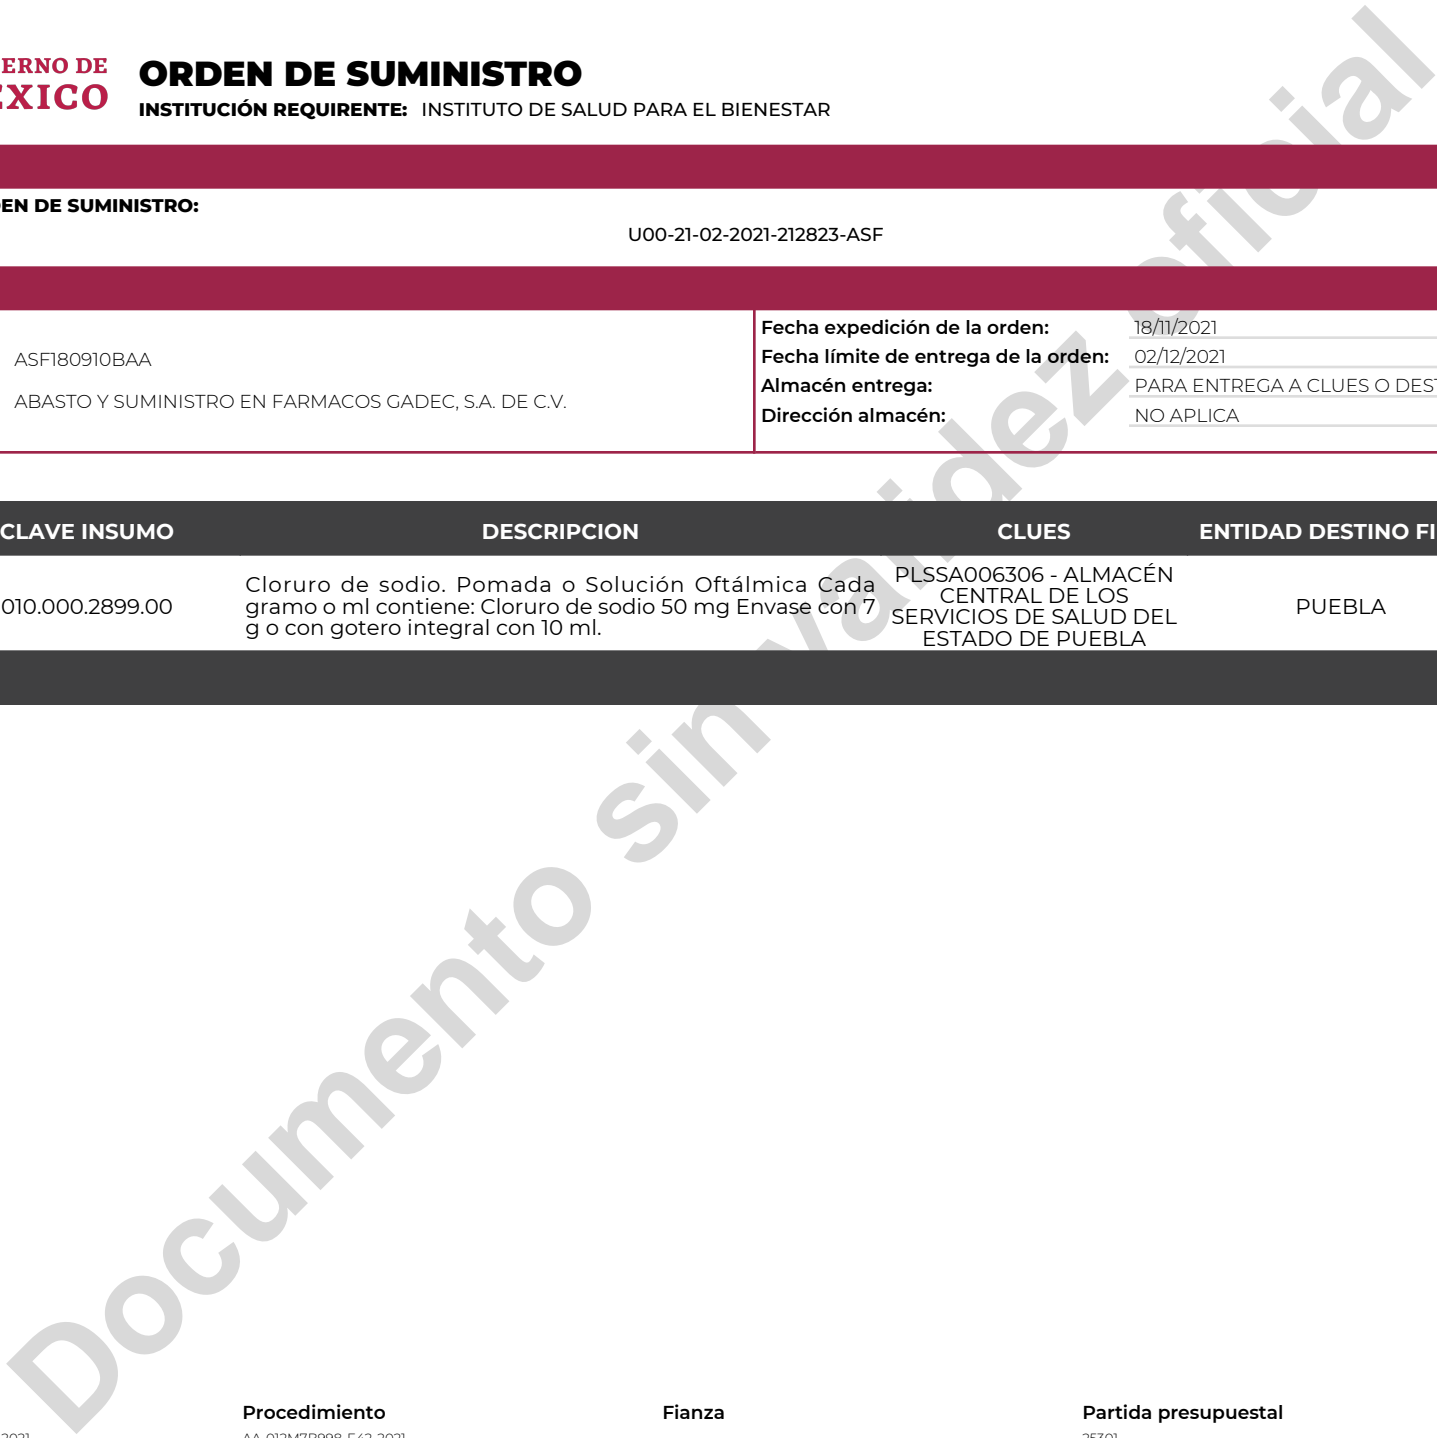 ERNO DE
ÉXICO
ORDEN DE SUMINISTRO
INSTITUCIÓN REQUIRENTE: INSTITUTO DE SALUD PARA EL BIENESTAR
EN DE SUMINISTRO:
U00-21-02-2021-212823-ASF
ASF180910BAA
ABASTO Y SUMINISTRO EN FARMACOS GADEC, S.A. DE C.V.
Fecha expedición de la orden: 18/11/2021
Fecha límite de entrega de la orden: 02/12/2021
Almacén entrega: PARA ENTREGA A CLUES O DEST
Dirección almacén: NO APLICA
CLAVE INSUMO DESCRIPCION CLUES ENTIDAD DESTINO FI
010.000.2899.00
Cloruro de sodio. Pomada o Solución Oftálmica Cada
gramo o ml contiene: Cloruro de sodio 50 mg Envase con 7
g o con gotero integral con 10 ml.
PLSSA006306 - ALMACÉN
CENTRAL DE LOS
SERVICIOS DE SALUD DEL
ESTADO DE PUEBLA
PUEBLA
Documento sin validez oficial
Procedimiento Fianza Partida presupuestal